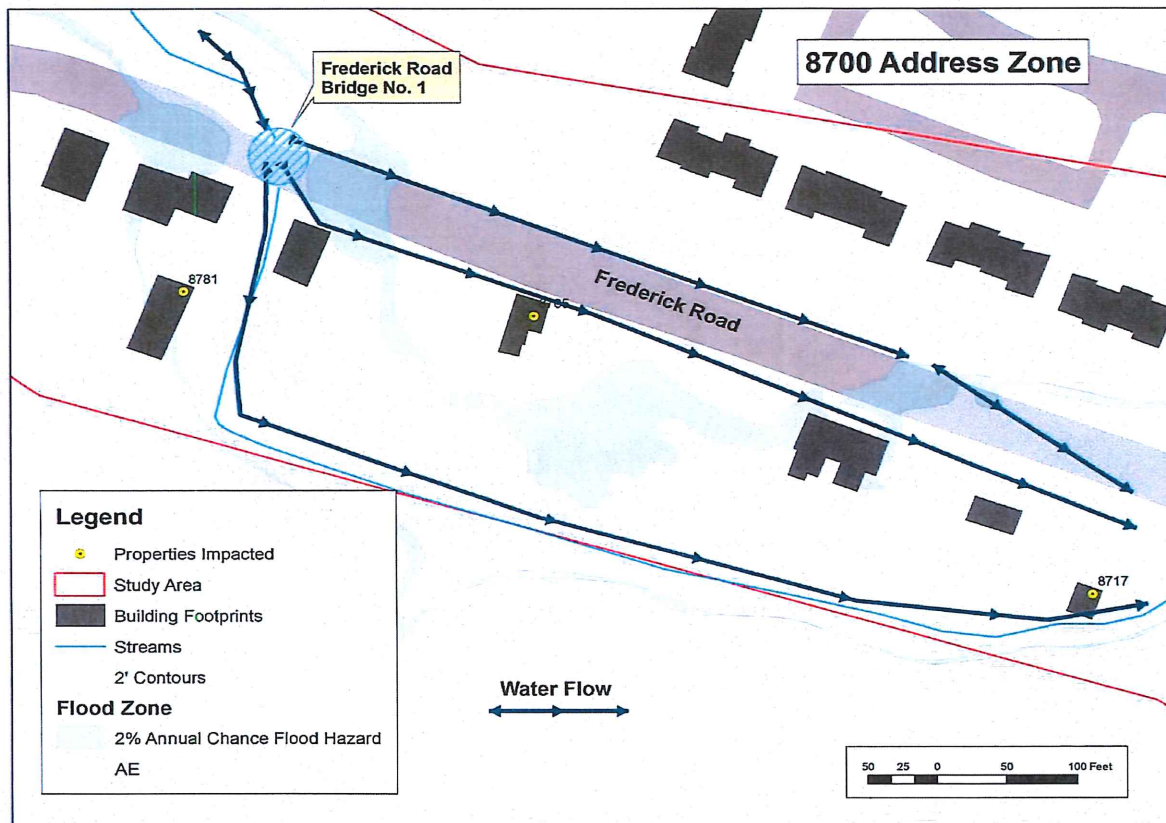 8700 Address Zone
Frederick Road
Bridge No. 1
8781
Frederick Road
8717
Legend
Properties Impacted
Study Area
Building Footprints
Streams
2' Contours
Flood Zone
2% Annual Chance Flood Hazard
AE
Water Flow
50 25 0 50 100 Feet